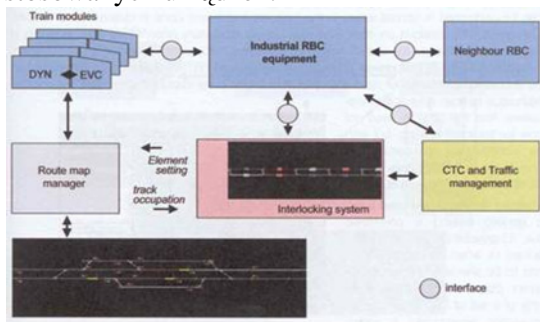 Train modules
DYN
EVC
Industrial RBC
equipment
Neighbour RBC
Route map
manager
Element
setting
track
occupation
Interlocking system
CTC and Traffic
management
interface